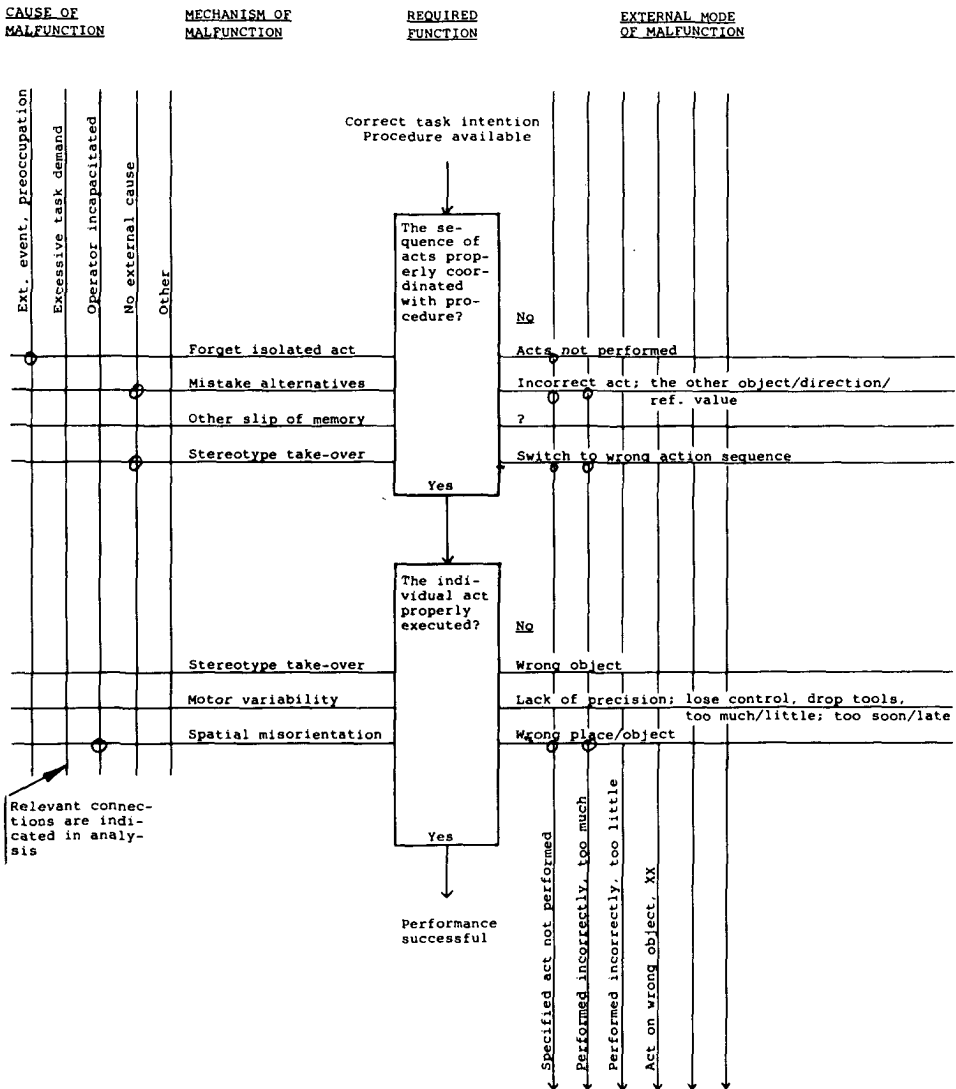 CAUSE OF
MALFUNCTION
MECHANISM OF
MALFUNCTION
REQUIRED
FUNCTION
EXTERNAL MODE
OF MALFUNCTION
Ext. event, preoccupation
Excessive task demand
Operator incapacitated
No external cause
Other
Correct task intention
Procedure available
The se-
quence of
acts prop-
erly coor-
dinated
with pro-
cedure?
No
Forget isolated act
Acts not performed
Mistake alternatives
Incorrect act; the other object/direction/
ref. value
Other slip of memory
?
Stereotype take-over
Switch to wrong action sequence
Yes
The indi-
vidual act
properly
executed?
No
Stereotype take-over
Wrong object
Motor variability
Lack of precision; lose control, drop tools,
too much/little; too soon/late
Spatial misorientation
Wrong place/object
Relevant connec-
tions are indi-
cated in analy-
sis
Yes
Performance
successful
Specified act not performed
Performed incorrectly, too much
Performed incorrectly, too little
Act on wrong object, XX